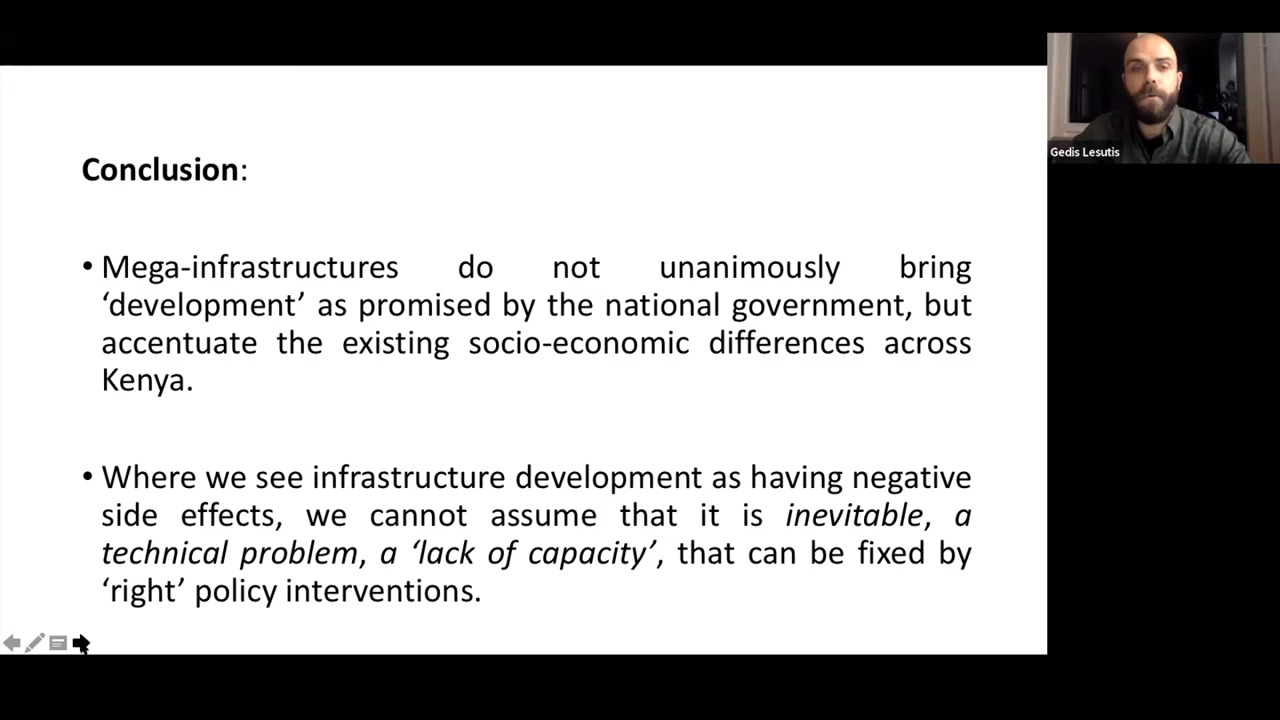 Conclusion:
• Mega-infrastructures do not unanimously bring
‘development’ as promised by the national government, but
accentuate the existing socio-economic differences across
Kenya.
• Where we see infrastructure development as having negative
side effects, we cannot assume that it is inevitable, a
technical problem, a ‘lack of capacity’, that can be fixed by
‘right’ policy interventions.
Gedis Lesutis